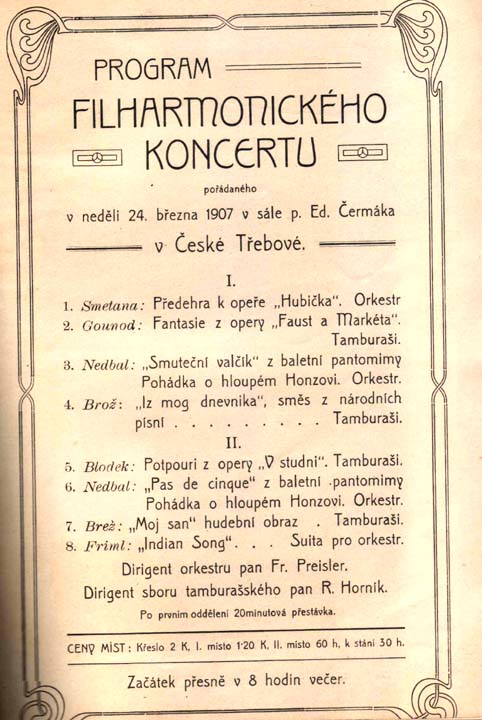 PROGRAM
FILHARMONICKÉHO
KONCERTU
pořádaného
v neděli 24. března 1907 v sále p. Ed. Čermáka
v České Třebové.
I.
1. Smetana: Předehra k opeře „Hubička“. Orkestr
2. Gounod: Fantasie z opery „Faust a Markéta“.
Tamburaši.
3. Nedbal: „Smuteční valčík“ z baletní pantomimy
Pohádka o hloupém Honzovi. Orkestr.
4. Brož: „Iz mog dnevnika“, směs z národních
písní . . . . . . . . . Tamburaši.
II.
5. Blodek: Potpouri z opery „V studni“. Tamburaši.
6. Nedbal: „Pas de cinque“ z baletní pantomimy
Pohádka o hloupém Honzovi. Orkestr.
7. Brež: „Moj san“ hudební obraz . Tamburaši.
8. Friml: „Indian Song“. . . Suita pro orkestr.
Dirigent orkestru pan Fr. Preisler.
Dirigent sboru tamburašského pan R. Horník.
Po prvním oddělení 20minutová přestávka.
CENY MÍST: Křeslo 2 K, I. místo 1·20 K, II. místo 60 h, k stání 30 h.
Začátek přesně v 8 hodin večer.